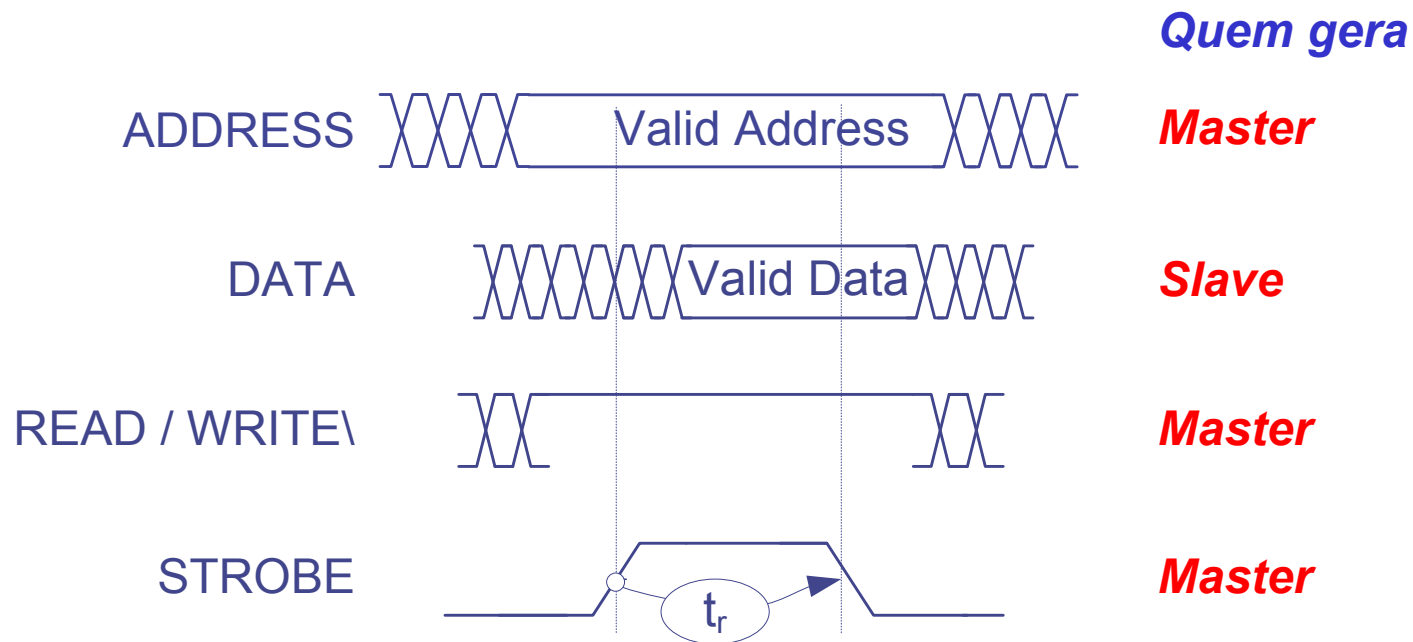 Quem gera
ADDRESS Valid Address Master
DATA Valid Data Slave
READ / WRITE\ Master
STROBE Master
tr